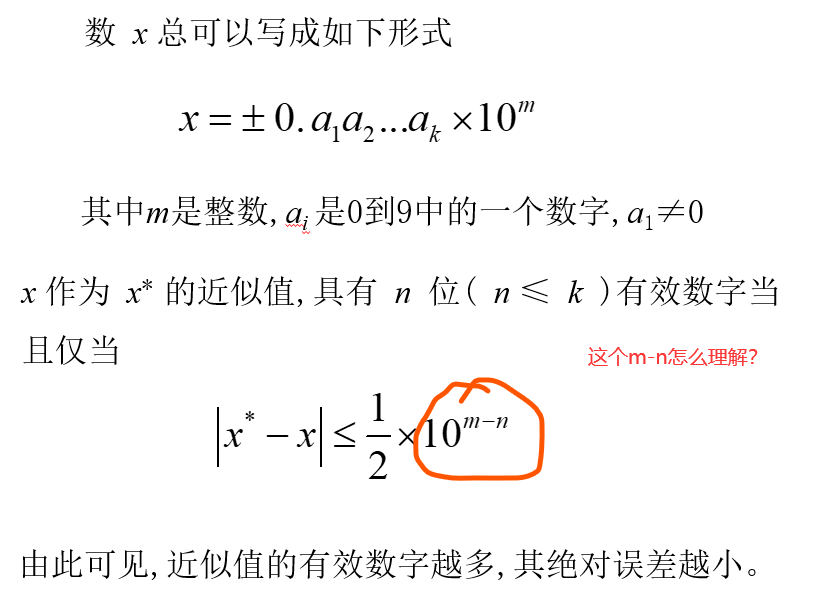 数 x 总可以写成如下形式
x = ± 0. a₁a₂...aₖ ×10ᵐ
其中m是整数,aᵢ是0到9中的一个数字,a₁≠0
x 作为 x* 的近似值,具有 n 位( n ≤ k )有效数字当
且仅当
这个m-n怎么理解?
|x* − x| ≤ 1/2 ×10ᵐ⁻ⁿ
由此可见,近似值的有效数字越多,其绝对误差越小。